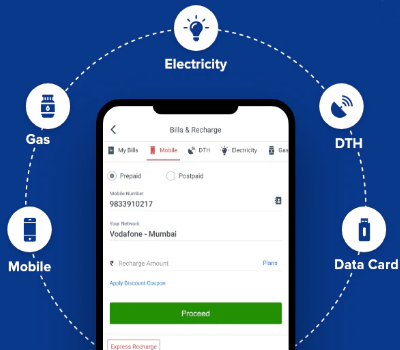 Electricity
Gas
DTH
Mobile
Data Card
Bills & Recharge
My Bills Mobile DTH Electricity Gas
Prepaid Postpaid
Mobile Number
9833910217
Your Network
Vodafone - Mumbai
₹ Recharge Amount Plans
Apply Discount Coupon
Proceed
Express Recharge